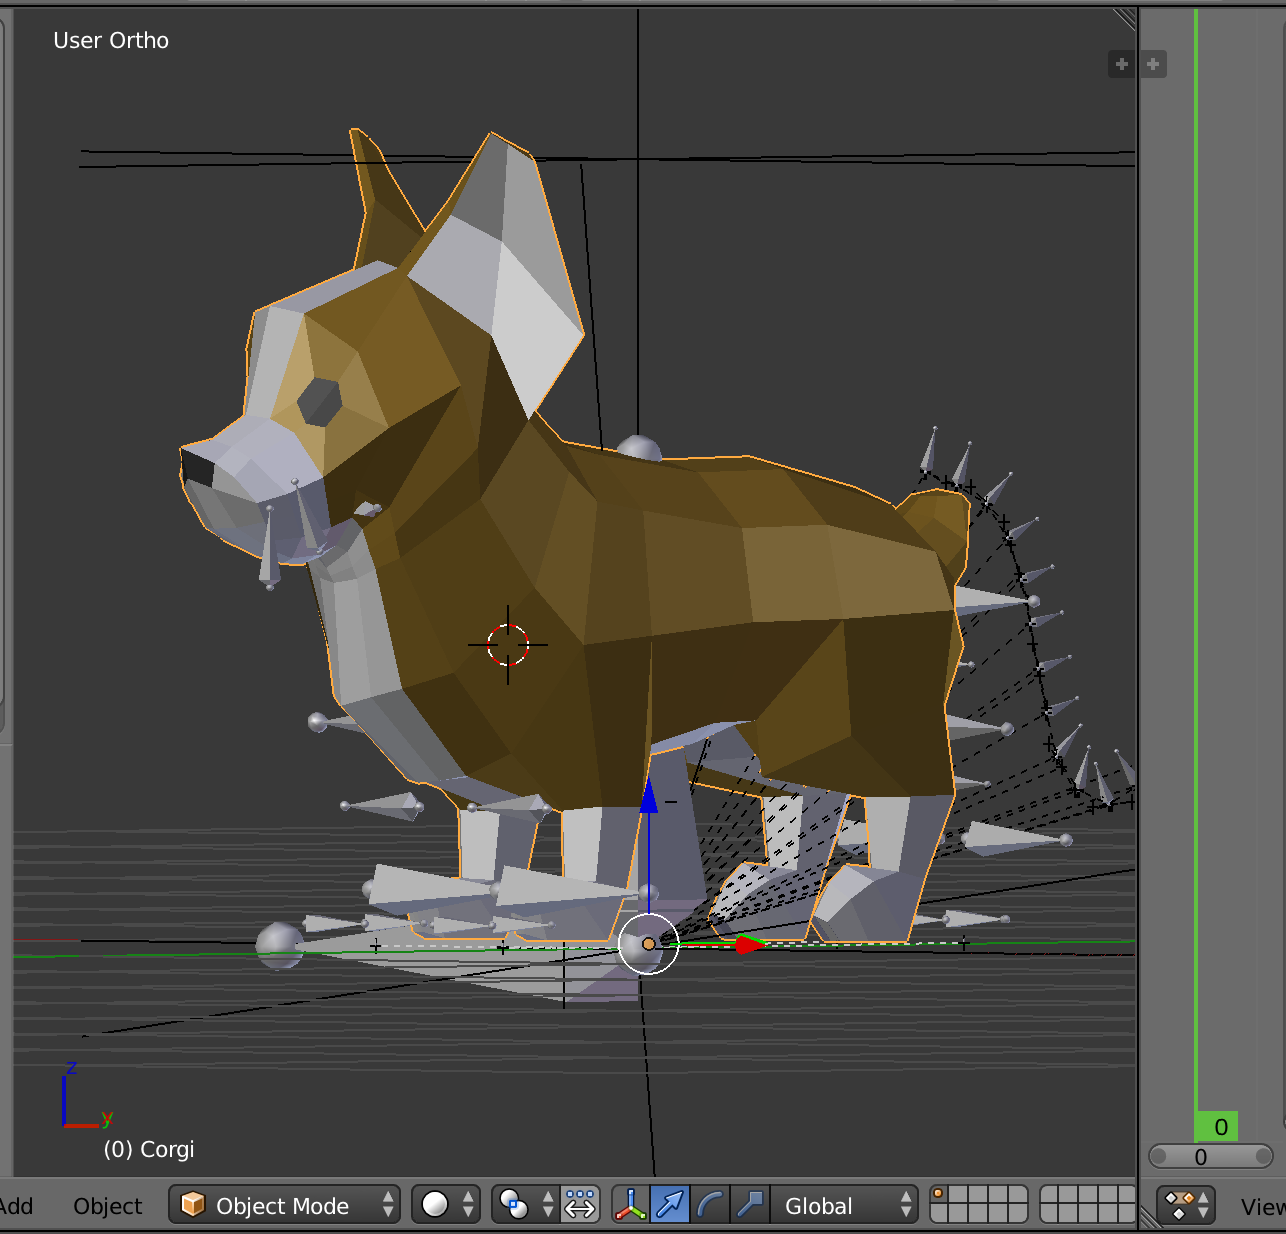 User Ortho
z
y
(0) Corgi
0
0
Add
Object
Object Mode
Global
View